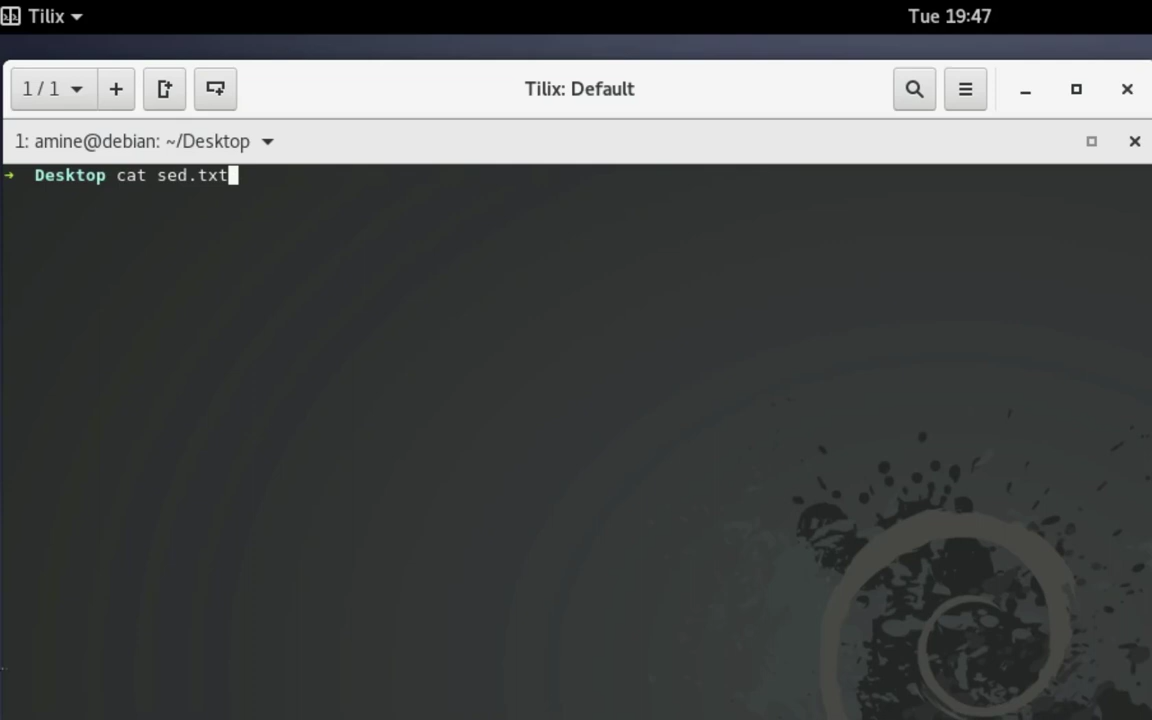 Tilix
Tue 19:47
1 / 1
Tilix: Default
1: amine@debian: ~/Desktop
➜ Desktop cat sed.txt